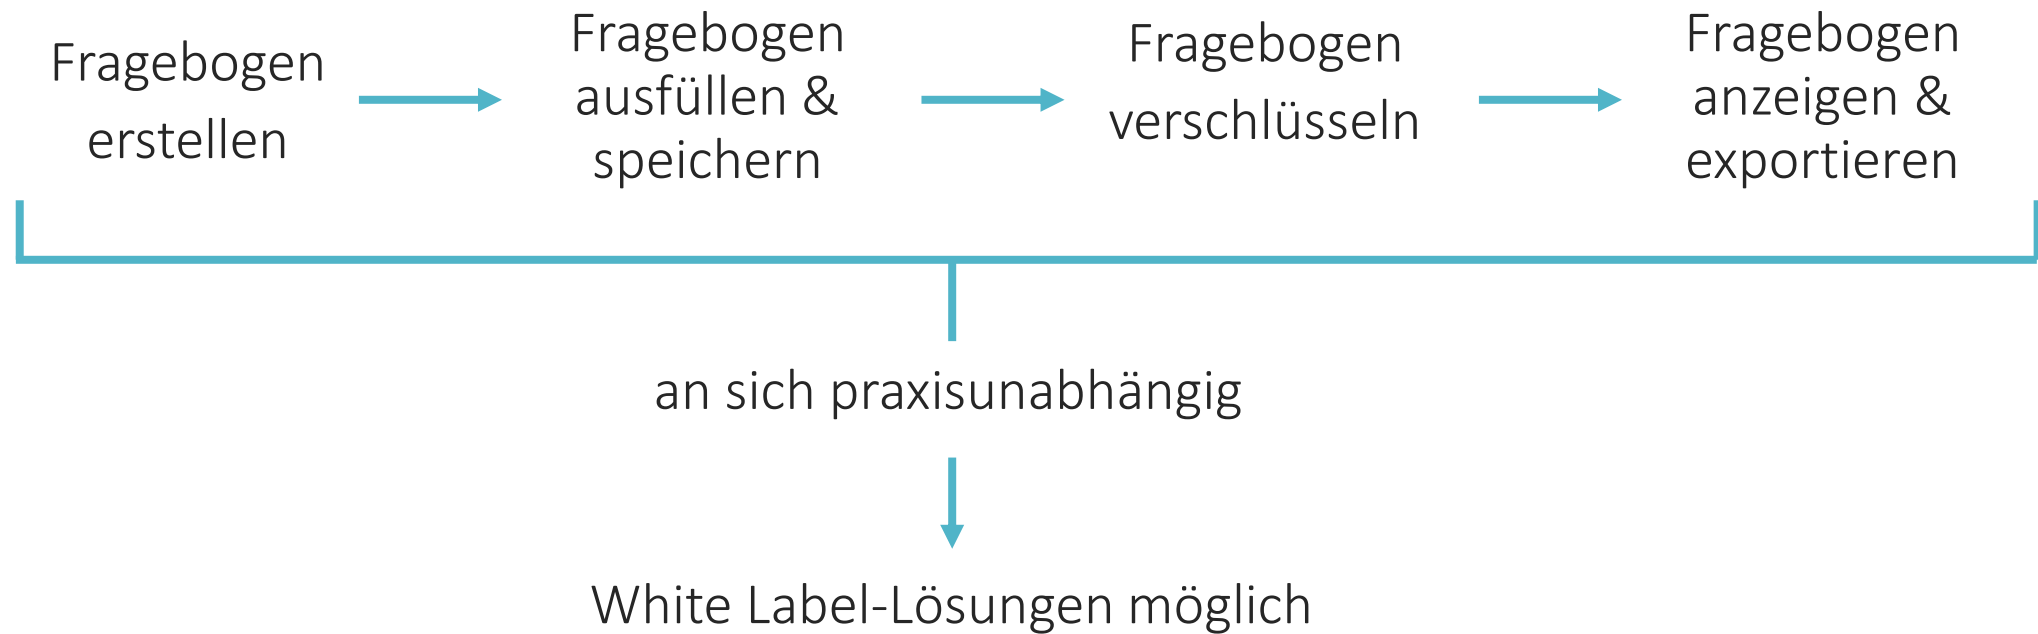 Fragebogen
erstellen
Fragebogen
ausfüllen &
speichern
Fragebogen
verschlüsseln
Fragebogen
anzeigen &
exportieren
an sich praxisunabhängig
White Label-Lösungen möglich